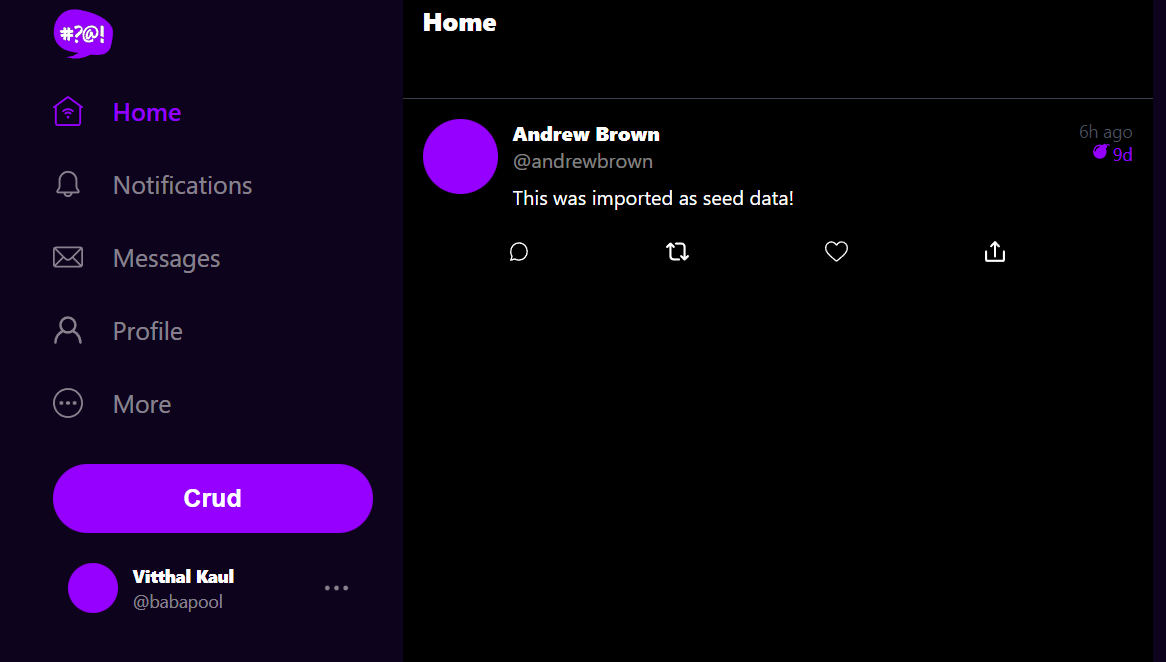 #?@!
Home
Notifications
Messages
Profile
More
Crud
Vitthal Kaul
@babapool
Home
Andrew Brown
@andrewbrown
6h ago
9d
This was imported as seed data!